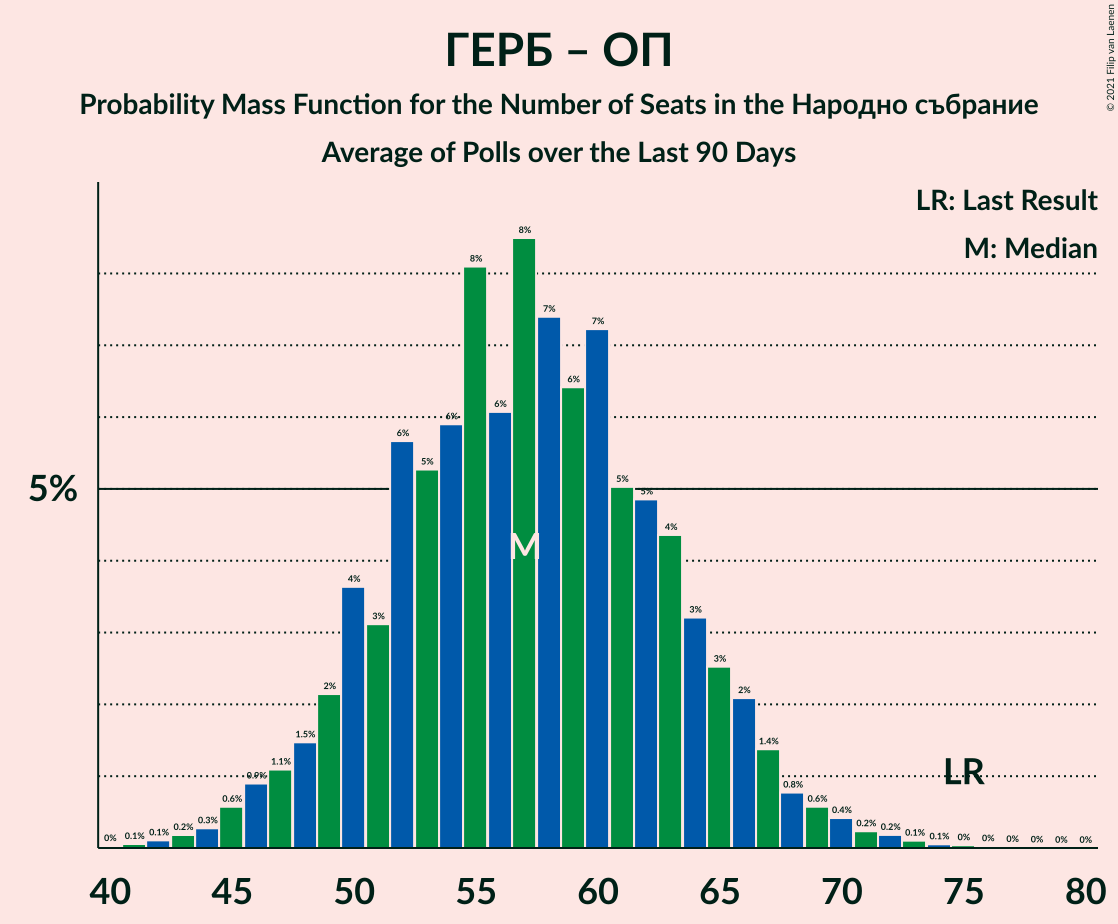 ГЕРБ – ОП
Probability Mass Function for the Number of Seats in the Народно събрание
Average of Polls over the Last 90 Days
© 2021 Filip van Laenen
LR: Last Result
M: Median
5%
0% 0.1% 0.1% 0.2% 0.3% 0.6% 0.9% 1.1% 1.5% 2% 4% 3% 6% 5% 6% 8% 6% 8% 7% 6% 7% 5% 5% 4% 3% 3% 2% 1.4% 0.8% 0.6% 0.4% 0.2% 0.2% 0.1% 0.1% 0% 0% 0% 0% 0% 0%
M
LR
40 45 50 55 60 65 70 75 80